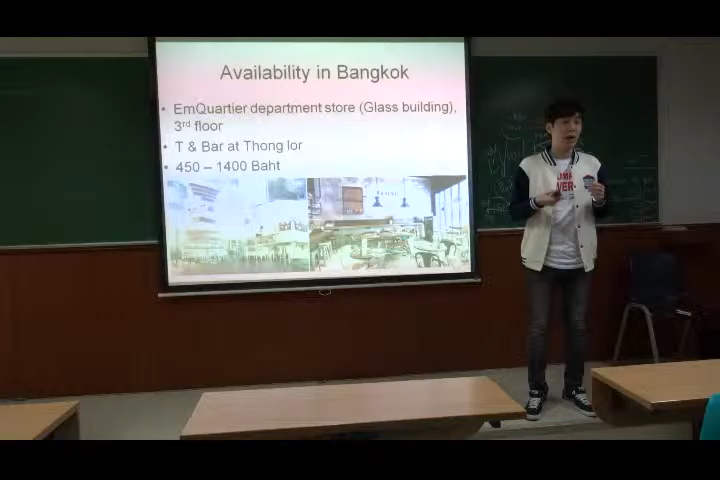 Availability in Bangkok
• EmQuartier department store (Glass building),
3rd floor
• T & Bar at Thong lor
• 450 – 1400 Baht